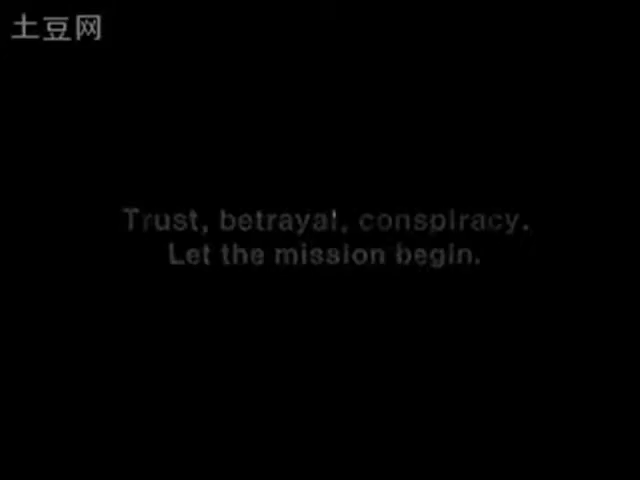 土豆网
Trust, betrayal, conspiracy.
Let the mission begin.